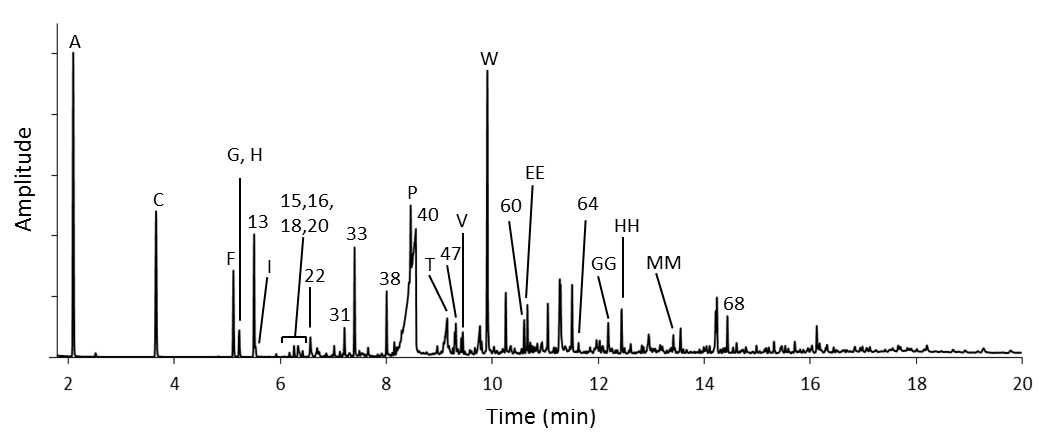 A
W
G, H
EE
C
15,16,
18,20
P
60
64
13
40
V
HH
33
F
I
T
47
GG
MM
22
38
31
68
Amplitude
2 4 6 8 10 12 14 16 18 20
Time (min)